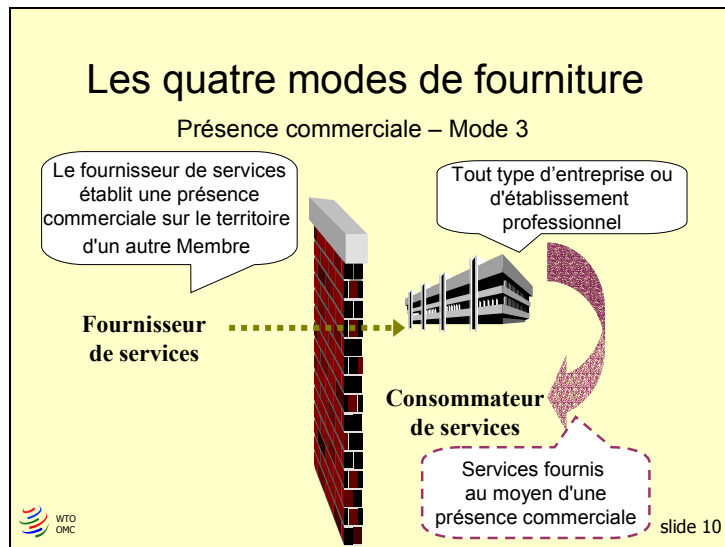 Les quatre modes de fourniture
Présence commerciale – Mode 3
Le fournisseur de services
établit une présence
commerciale sur le territoire
d'un autre Membre
Tout type d’entreprise ou
d'établissement
professionnel
Fournisseur
de services
Consommateur
de services
Services fournis
au moyen d'une
présence commerciale
WTO
OMC
slide 10